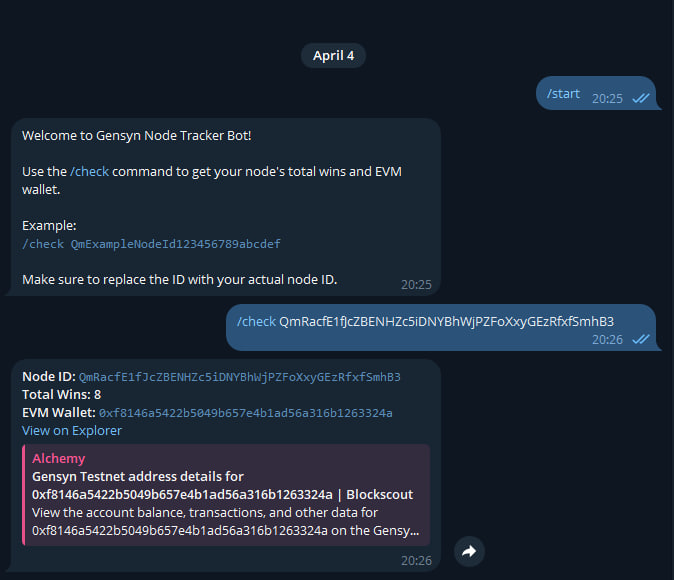 April 4
/start 20:25
Welcome to Gensyn Node Tracker Bot!
Use the /check command to get your node's total wins and EVM
wallet.
Example:
/check QmExampleNodeId123456789abcdef
Make sure to replace the ID with your actual node ID.
20:25
/check QmRacfE1fJcZBENHZc5iDNYBhWjPZFoXxyGEzRfxfSmhB3
20:26
Node ID: QmRacfE1fJcZBENHZc5iDNYBhWjPZFoXxyGEzRfxfSmhB3
Total Wins: 8
EVM Wallet: 0xf8146a5422b5049b657e4b1ad56a316b1263324a
View on Explorer
Alchemy
Gensyn Testnet address details for
0xf8146a5422b5049b657e4b1ad56a316b1263324a | Blockscout
View the account balance, transactions, and other data for
0xf8146a5422b5049b657e4b1ad56a316b1263324a on the Gensy...
20:26